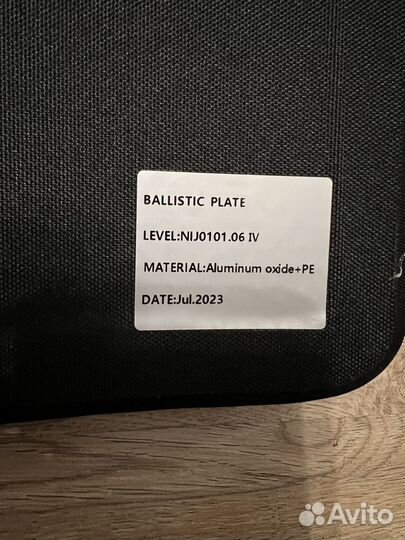 BALLISTIC PLATE
LEVEL:NIJ0101.06 IV
MATERIAL:Aluminum oxide+PE
DATE:Jul.2023
Avito